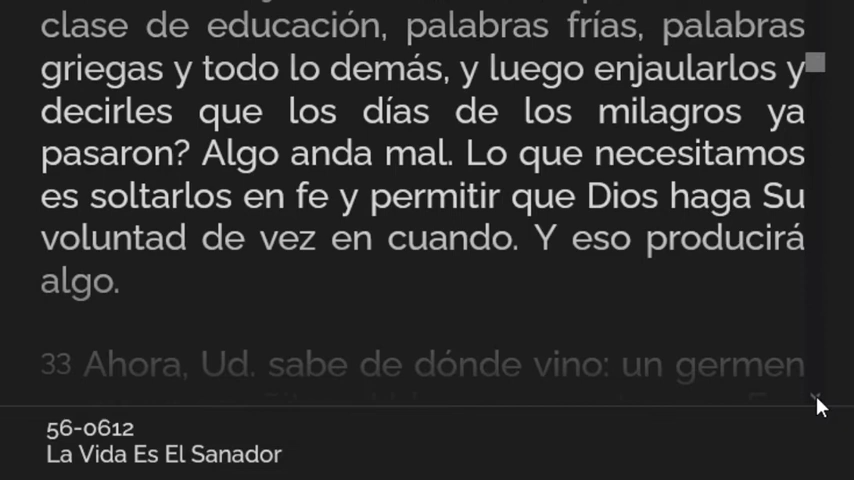 clase de educación, palabras frías, palabras
griegas y todo lo demás, y luego enjaularlos y
decirles que los días de los milagros ya
pasaron? Algo anda mal. Lo que necesitamos
es soltarlos en fe y permitir que Dios haga Su
voluntad de vez en cuando. Y eso producirá
algo.
33 Ahora, Ud. sabe de dónde vino: un germen
56-0612
La Vida Es El Sanador